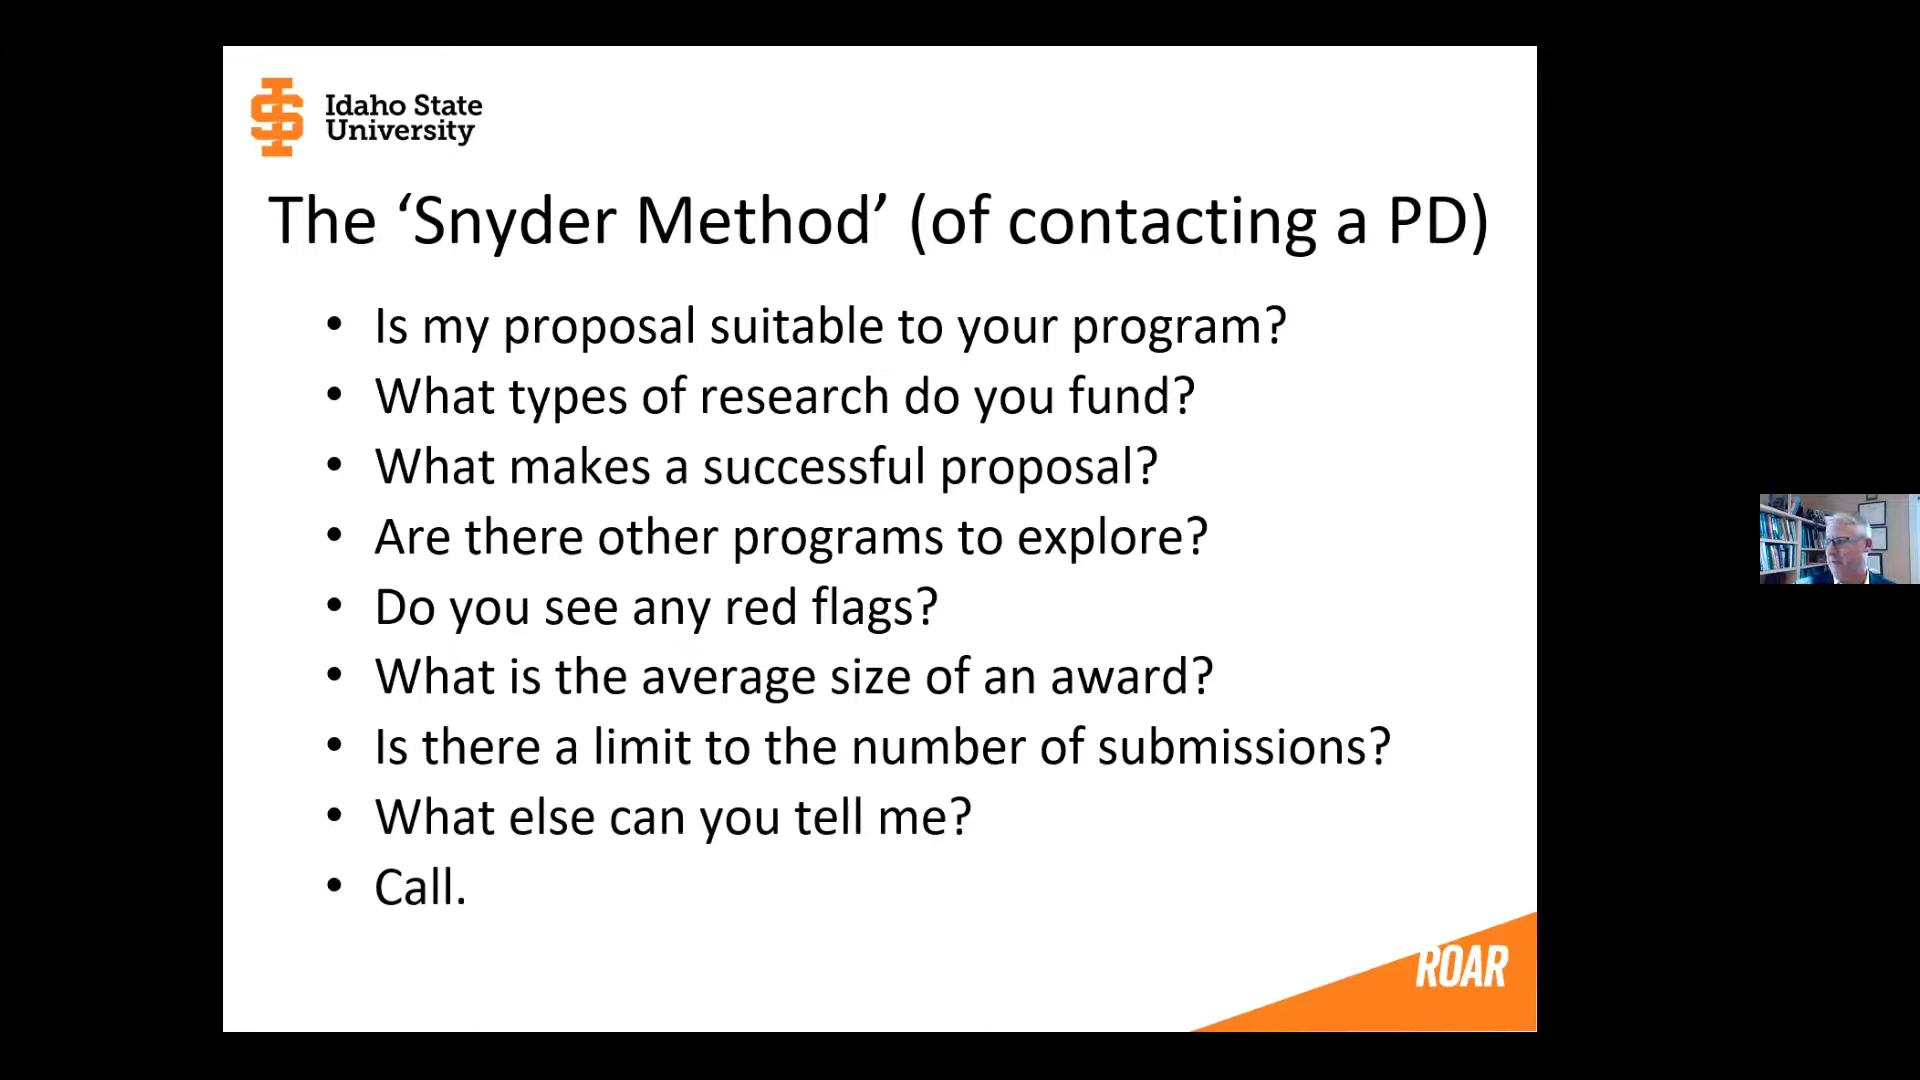 Idaho State
University
The ‘Snyder Method’ (of contacting a PD)
• Is my proposal suitable to your program?
• What types of research do you fund?
• What makes a successful proposal?
• Are there other programs to explore?
• Do you see any red flags?
• What is the average size of an award?
• Is there a limit to the number of submissions?
• What else can you tell me?
• Call.
ROAR